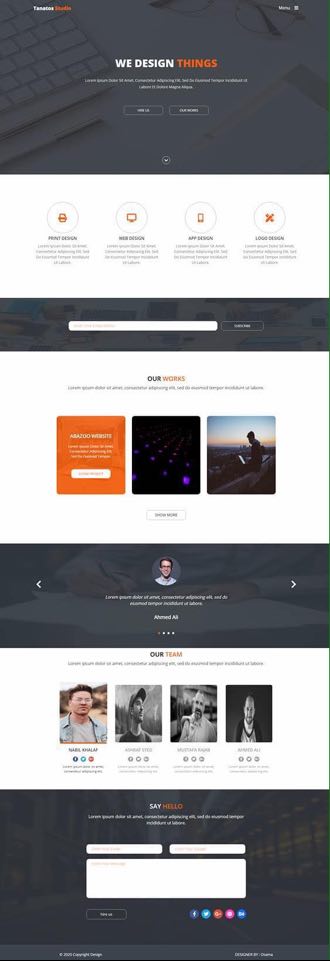 Tanatos Studio
Menu
WE DESIGN THINGS
Lorem Ipsum Dolor Sit Amet, Consectetur Adipiscing Elit, Sed Do Eiusmod Tempor Incididunt Ut
Labore Et Dolore Magna Aliqua.
HIRE US
OUR WORKS
PRINT DESIGN
Lorem Ipsum Dolor Sit Amet,
Consectetur Adipiscing Elit, Sed
Do Eiusmod Tempor Incididunt
Ut Labore.
WEB DESIGN
Lorem Ipsum Dolor Sit Amet,
Consectetur Adipiscing Elit, Sed
Do Eiusmod Tempor Incididunt
Ut Labore.
APP DESIGN
Lorem Ipsum Dolor Sit Amet,
Consectetur Adipiscing Elit, Sed
Do Eiusmod Tempor Incididunt
Ut Labore.
LOGO DESIGN
Lorem Ipsum Dolor Sit Amet,
Consectetur Adipiscing Elit, Sed
Do Eiusmod Tempor Incididunt
Ut Labore.
SUBSCRIBE
OUR WORKS
Lorem ipsum dolor sit amet, consectetur adipiscing elit, sed do eiusmod tempor incididunt ut labore.
ABAZOO WEBSITE
Lorem ipsum dolor sit amet,
consectetur adipiscing elit, sed
do eiusmod tempor.
SHOW MORE
Lorem ipsum dolor sit amet, consectetur adipiscing elit, sed do
eiusmod tempor incididunt ut labore.
Ahmed Ali
OUR TEAM
Lorem ipsum dolor sit amet, consectetur adipiscing elit, sed do eiusmod tempor incididunt ut labore.
NABIL KHALAF
Lorem ipsum dolor sit amet,
consectetur adipiscing elit.
ASHRAF SYED
Lorem ipsum dolor sit amet,
consectetur adipiscing elit.
MUSTAFA RAJAB
Lorem ipsum dolor sit amet,
consectetur adipiscing elit.
AHMED ALI
Lorem ipsum dolor sit amet,
consectetur adipiscing elit.
SAY HELLO
Lorem ipsum dolor sit amet, consectetur adipiscing elit, sed do eiusmod tempor
incididunt ut labore.
hire us
© 2020 Copyright Design
DESIGNER BY : Osama